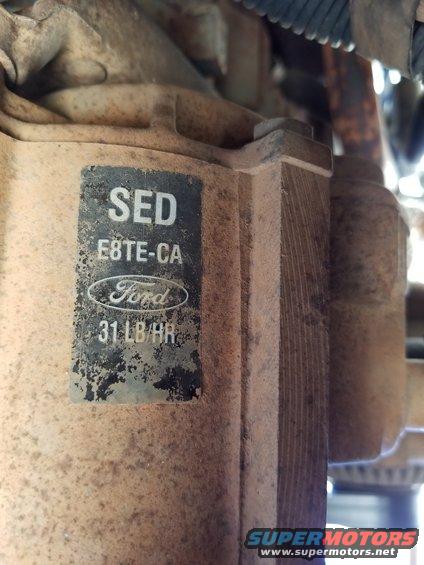 SED
E8TE-CA
Ford
31 LB/HR
SUPERMOTORS
www.supermotors.net